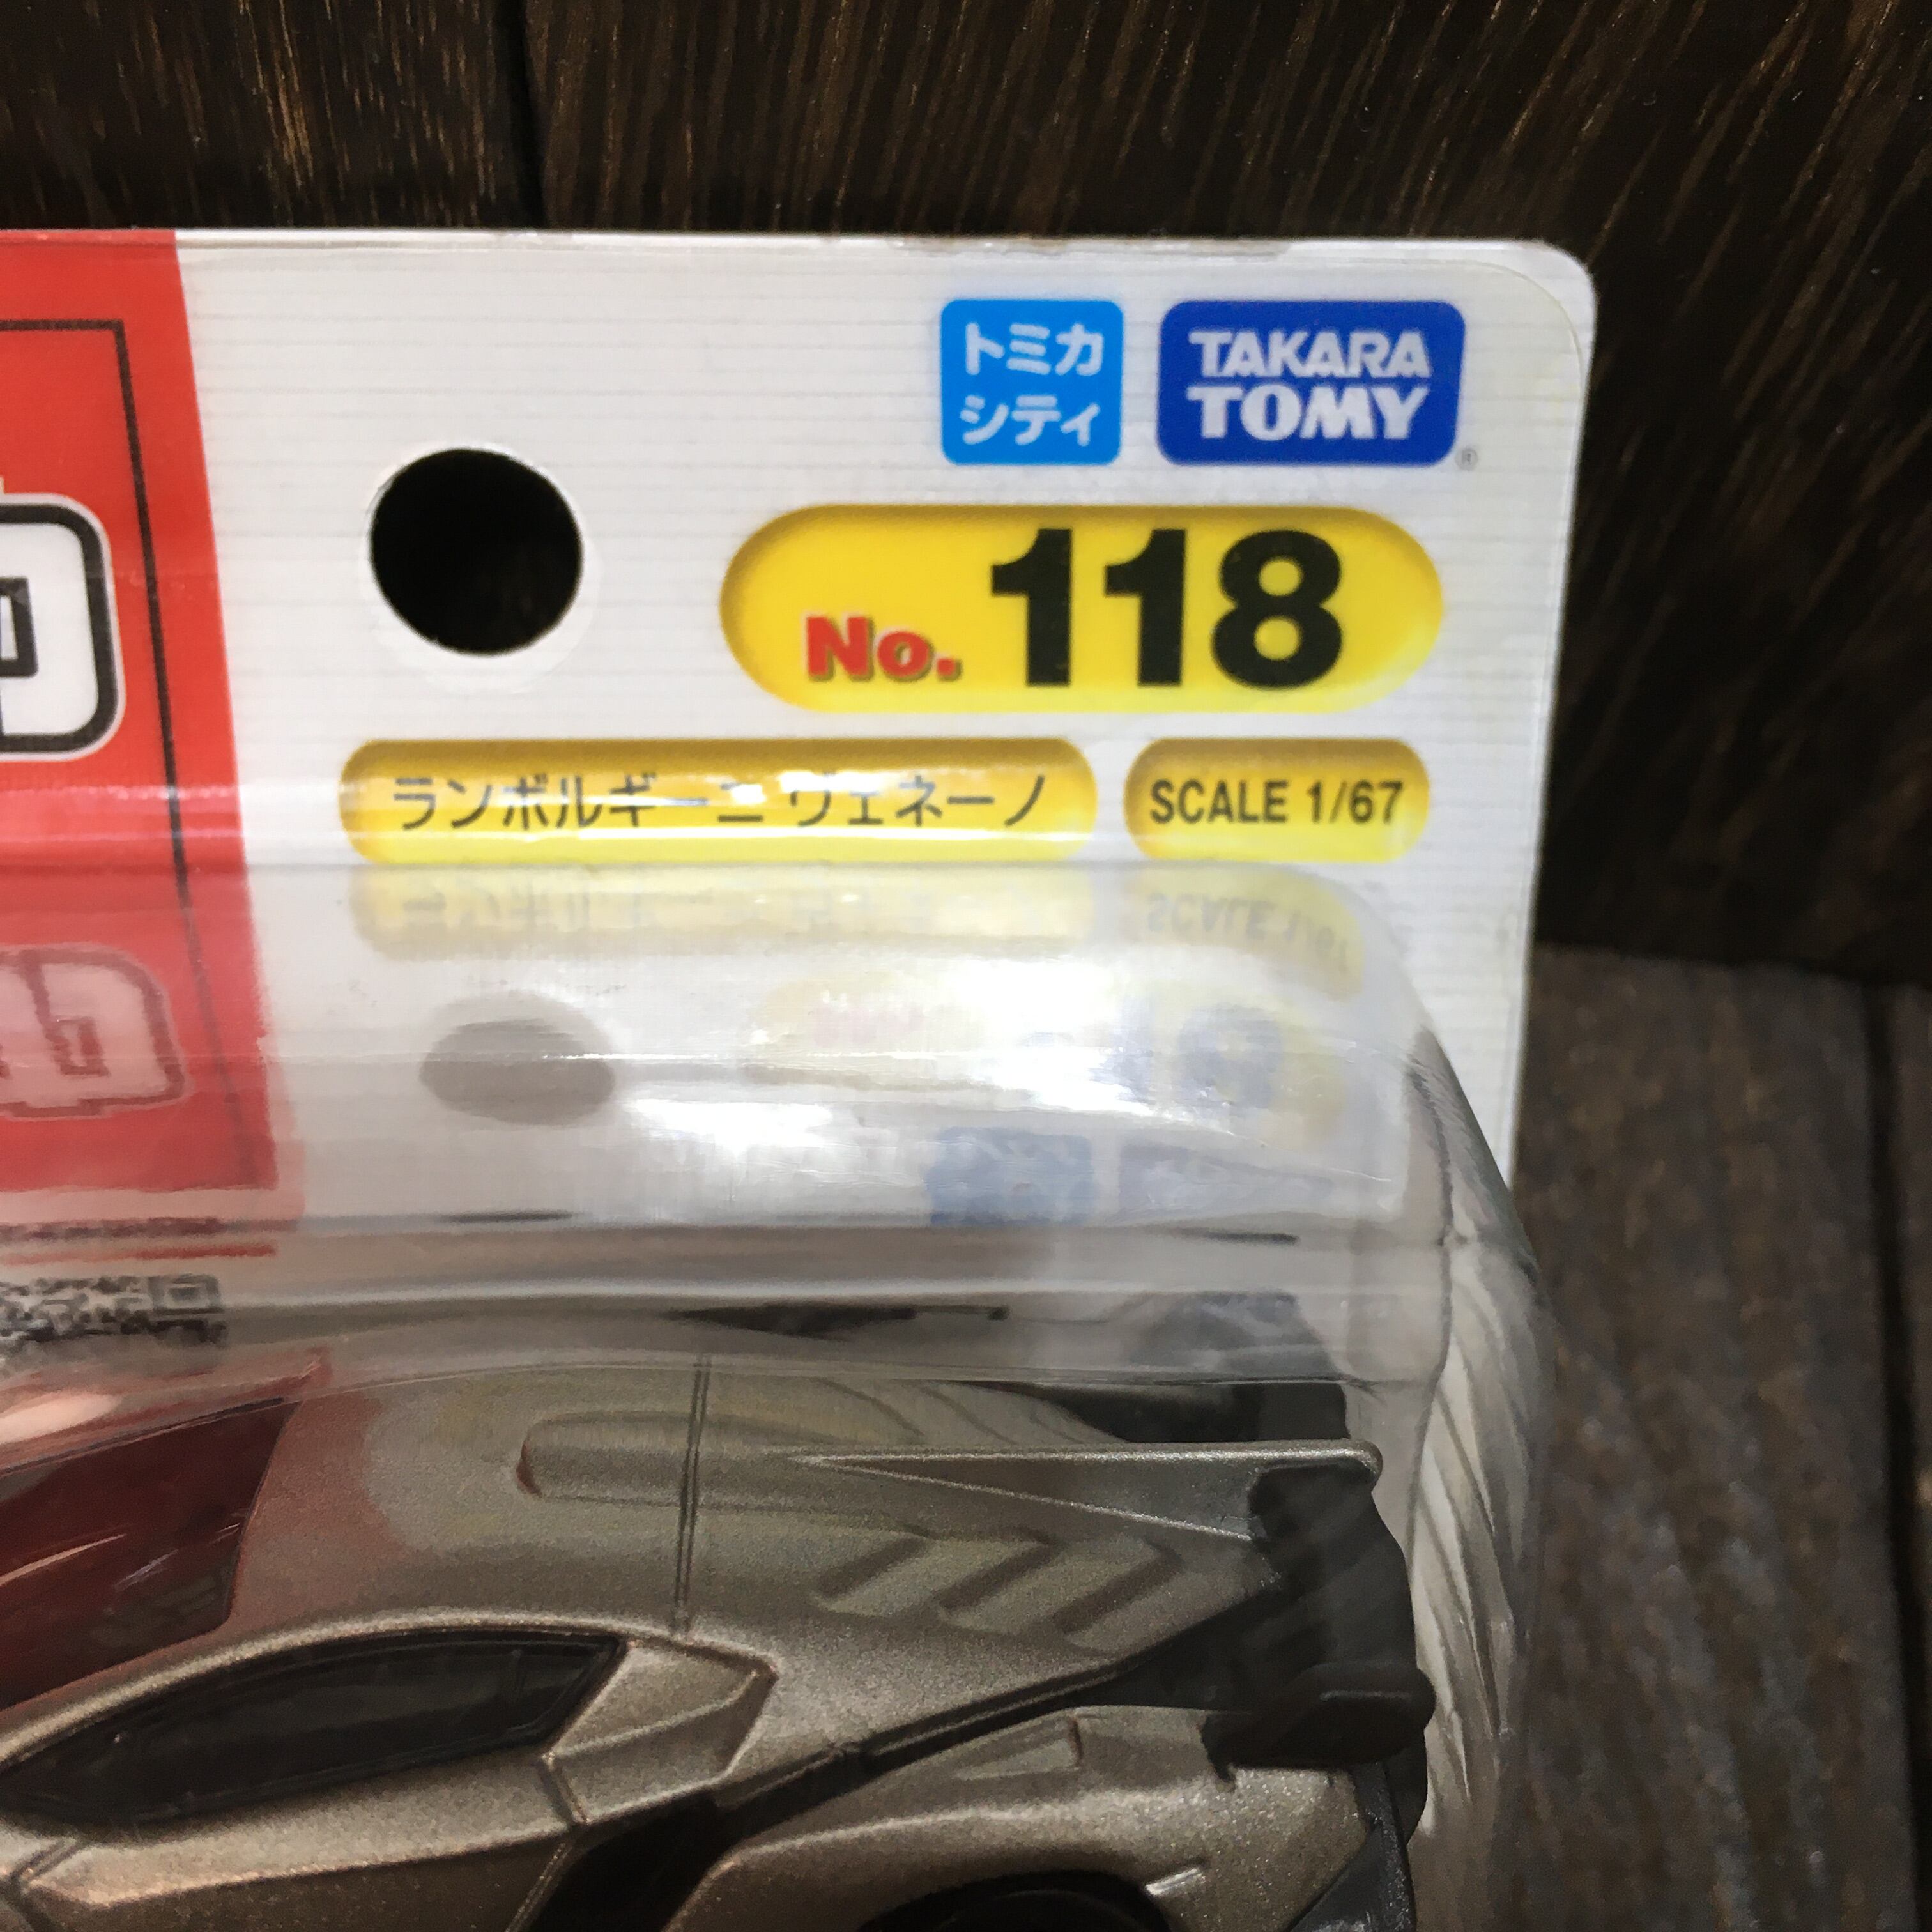 トミカ
シティ
TAKARA
TOMY
®
No. 118
ランボルギーニ ヴェネーノ
SCALE 1/67